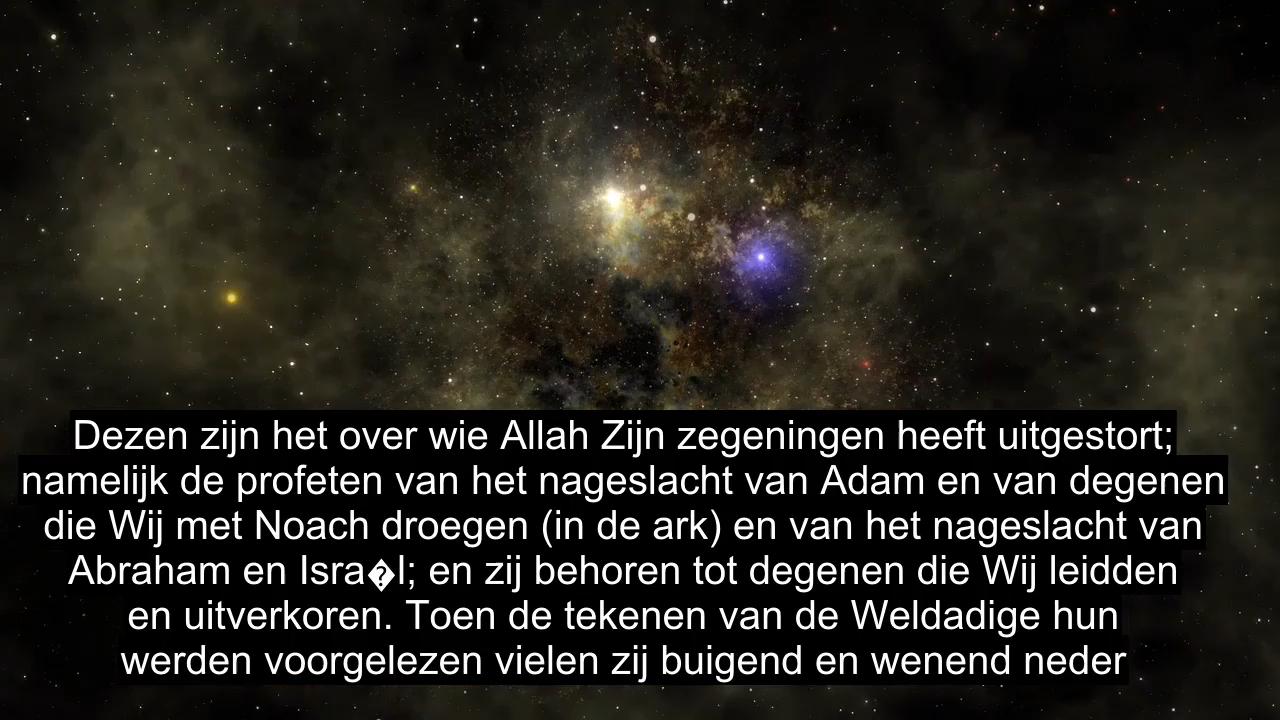 Dezen zijn het over wie Allah Zijn zegeningen heeft uitgestort;
namelijk de profeten van het nageslacht van Adam en van degenen
die Wij met Noach droegen (in de ark) en van het nageslacht van
Abraham en Isra�l; en zij behoren tot degenen die Wij leidden
en uitverkoren. Toen de tekenen van de Weldadige hun
werden voorgelezen vielen zij buigend en wenend neder